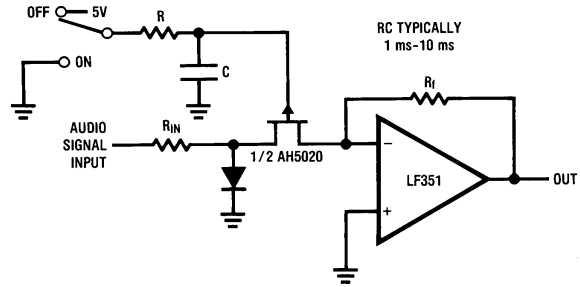 OFF 5V
R
RC TYPICALLY
1 ms-10 ms
ON
C
Rf
AUDIO
SIGNAL
INPUT
RIN
1/2 AH5020
−
LF351
OUT
+